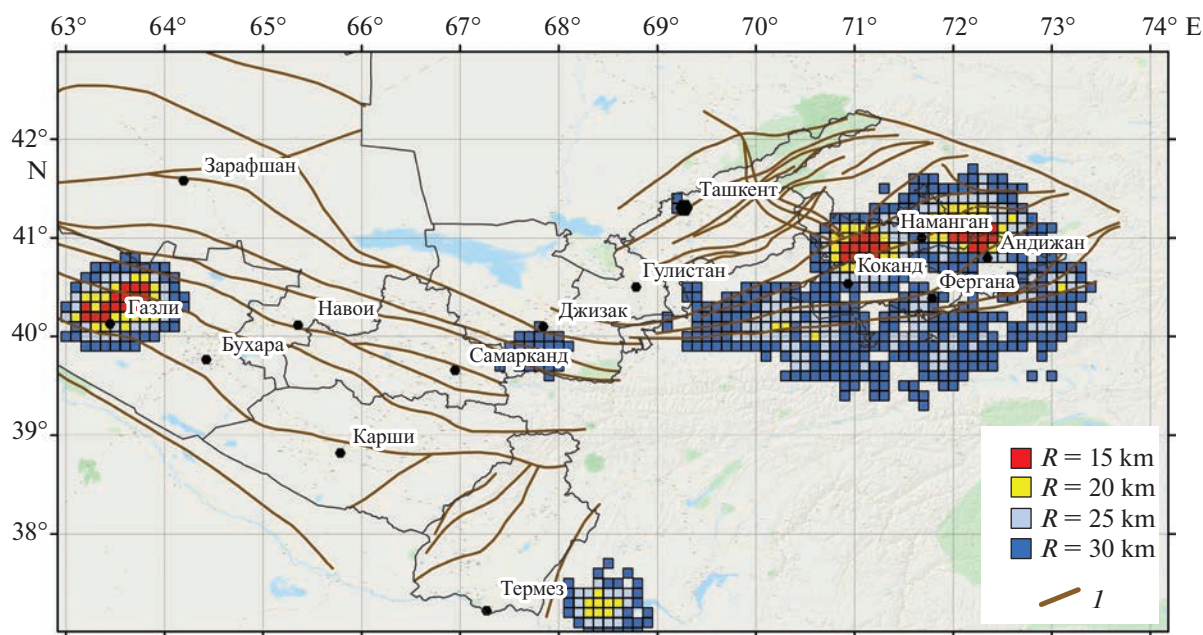 63° 64° 65° 66° 67° 68° 69° 70° 71° 72° 73° 74° E
42°
N
Зарафшан
Ташкент
41°
Наманган
Андижан
Гулистан
Коканд
Фергана
Газли
Навои
Джизак
40°
Бухара
Самарканд
39°
Карши
R = 15 km
R = 20 km
38°
R = 25 km
R = 30 km
Термез
1